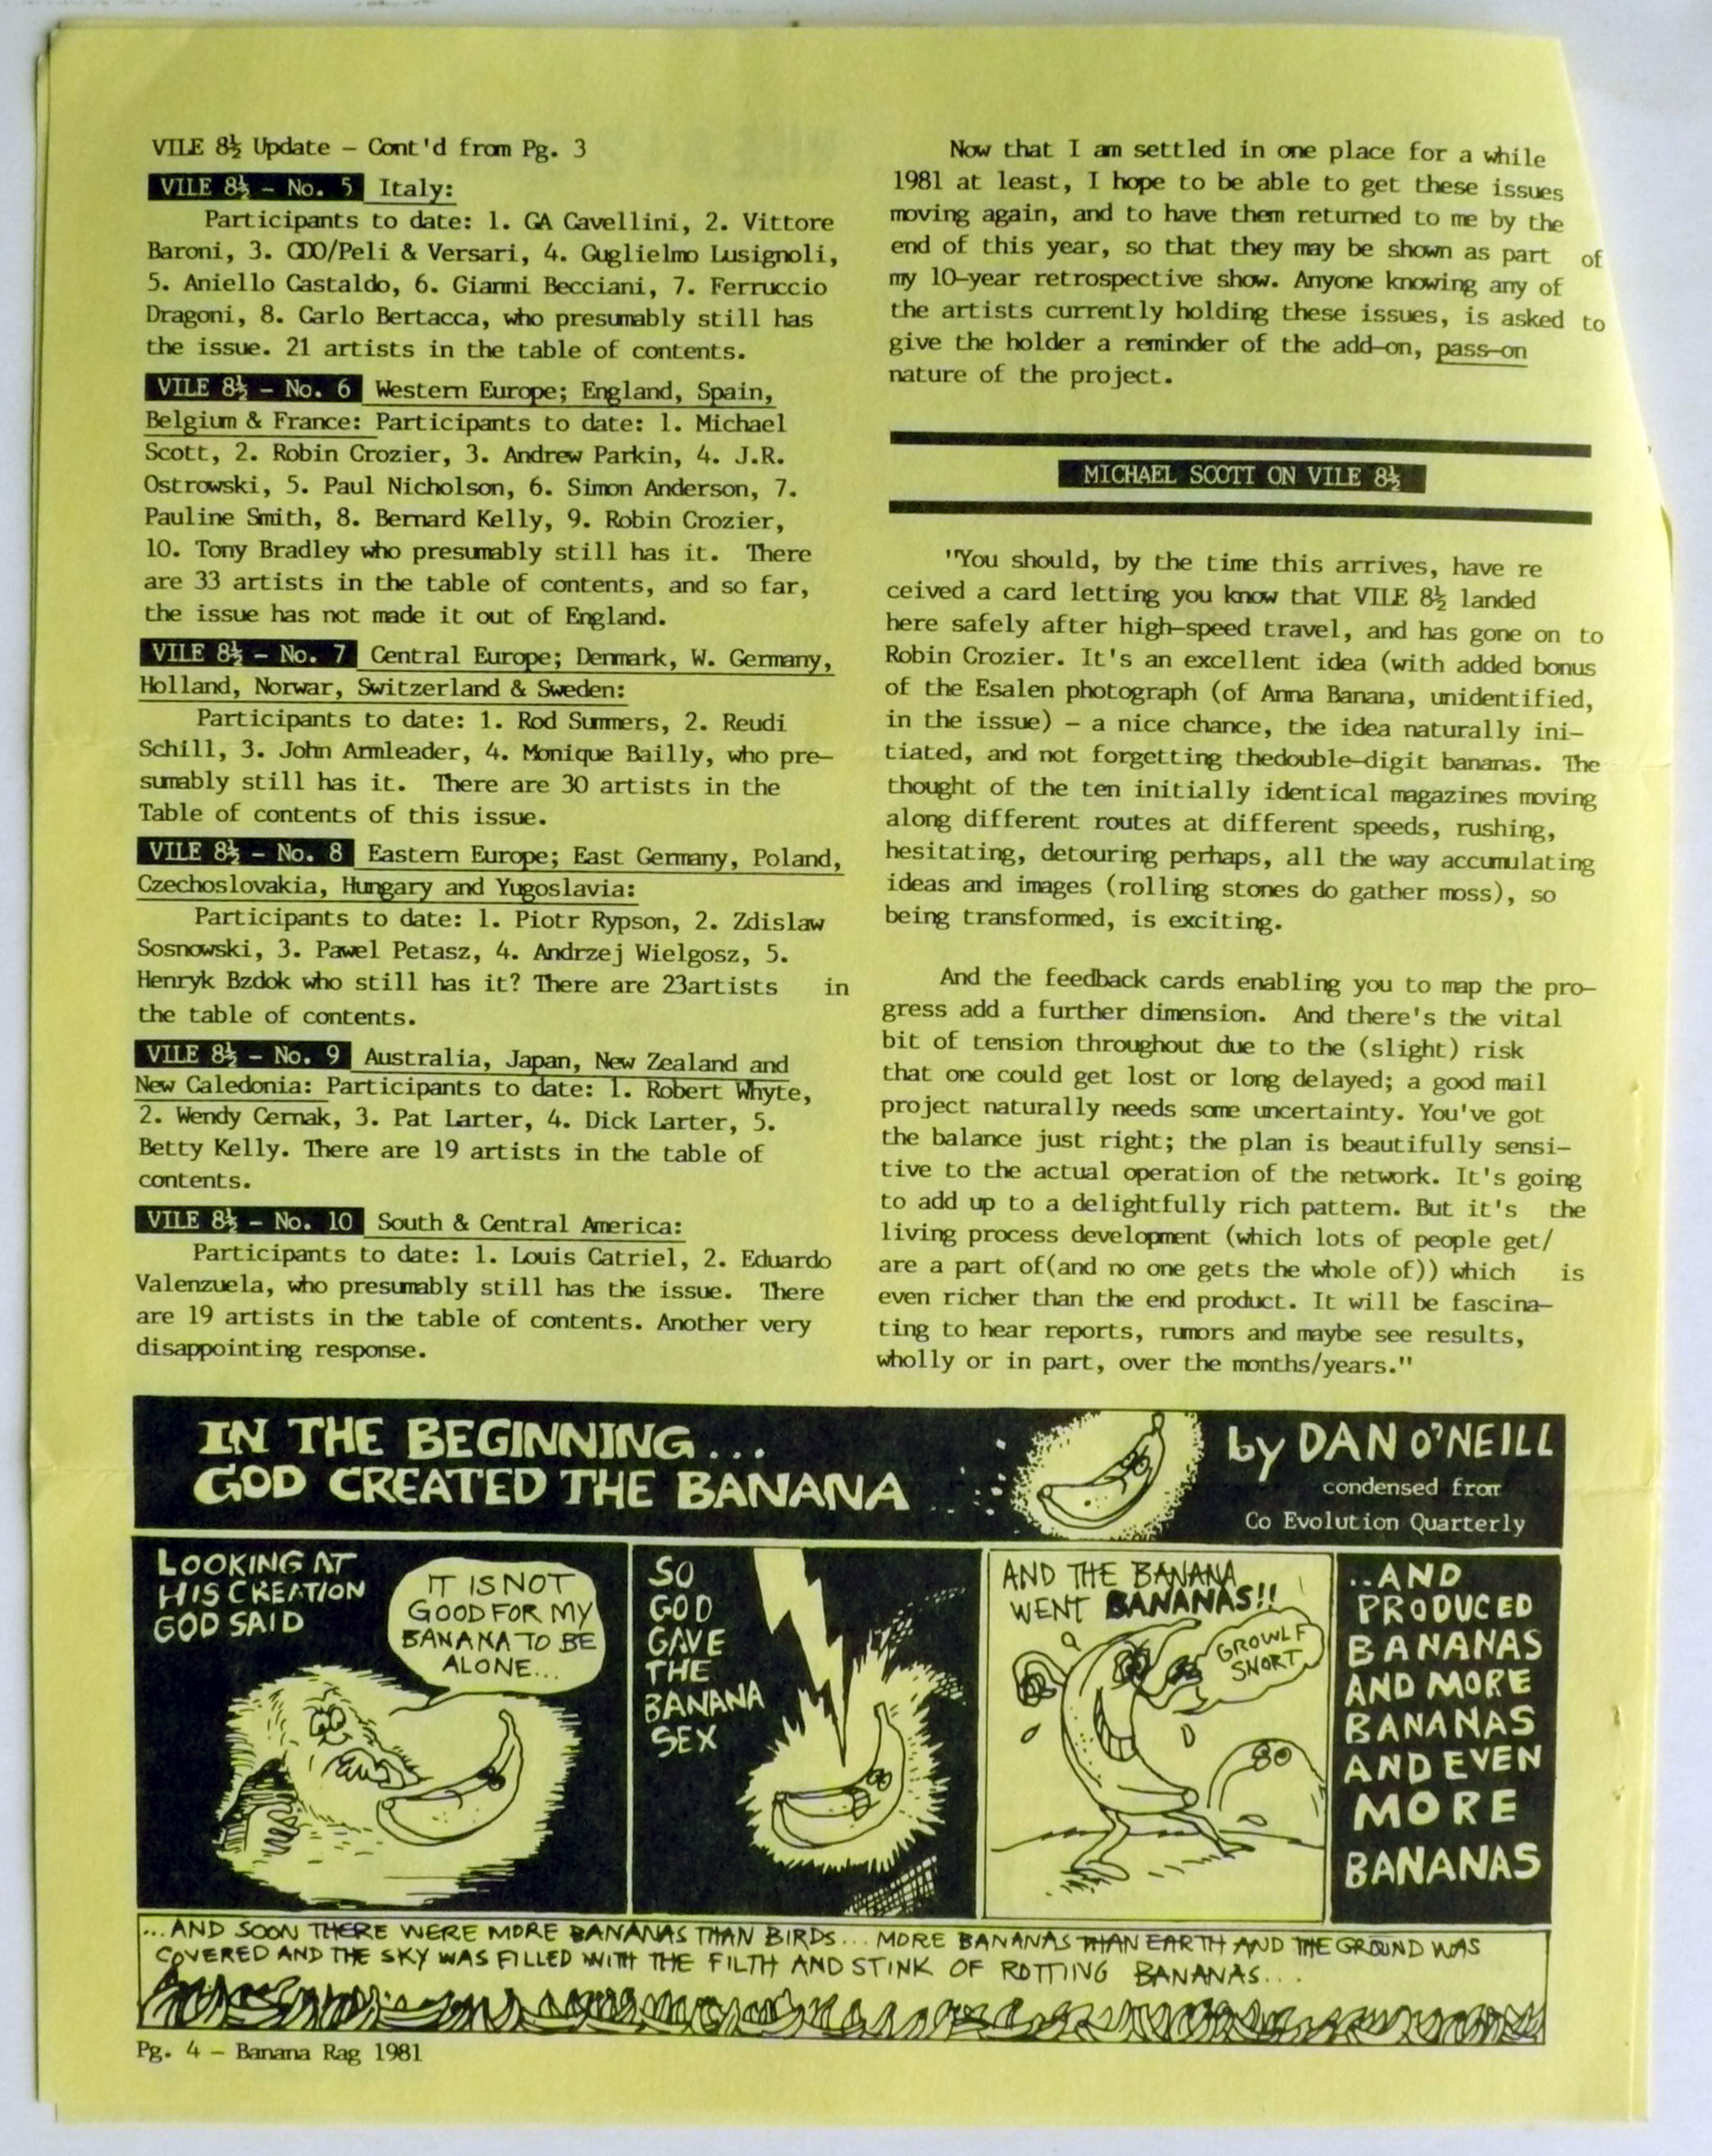 VILE 8½ Update – Cont'd from Pg. 3
VILE 8½ – No. 5 Italy:
Participants to date: 1. GA Cavellini, 2. Vittore
Baroni, 3. CDO/Peli & Versari, 4. Guglielmo Lusignoli,
5. Aniello Castaldo, 6. Gianni Becciani, 7. Ferruccio
Dragoni, 8. Carlo Bertacca, who presumably still has
the issue. 21 artists in the table of contents.
VILE 8½ – No. 6 Western Europe; England, Spain,
Belgium & France: Participants to date: 1. Michael
Scott, 2. Robin Crozier, 3. Andrew Parkin, 4. J.R.
Ostrowski, 5. Paul Nicholson, 6. Simon Anderson, 7.
Pauline Smith, 8. Bernard Kelly, 9. Robin Crozier,
10. Tony Bradley who presumably still has it. There
are 33 artists in the table of contents, and so far,
the issue has not made it out of England.
VILE 8½ – No. 7 Central Europe; Denmark, W. Germany,
Holland, Norwar, Switzerland & Sweden:
Participants to date: 1. Rod Summers, 2. Reudi
Schill, 3. John Armleader, 4. Monique Bailly, who pre–
sumably still has it. There are 30 artists in the
Table of contents of this issue.
VILE 8½ – No. 8 Eastern Europe; East Germany, Poland,
Czechoslovakia, Hungary and Yugoslavia:
Participants to date: 1. Piotr Rypson, 2. Zdislaw
Sosnowski, 3. Pawel Petasz, 4. Andrzej Wielgosz, 5.
Henryk Bzdok who still has it? There are 23artists in
the table of contents.
VILE 8½ – No. 9 Australia, Japan, New Zealand and
New Caledonia: Participants to date: 1. Robert Whyte,
2. Wendy Cernak, 3. Pat Larter, 4. Dick Larter, 5.
Betty Kelly. There are 19 artists in the table of
contents.
VILE 8½ – No. 10 South & Central America:
Participants to date: 1. Louis Catriel, 2. Eduardo
Valenzuela, who presumably still has the issue. There
are 19 artists in the table of contents. Another very
disappointing response.
Now that I am settled in one place for a while
1981 at least, I hope to be able to get these issues
moving again, and to have them returned to me by the
end of this year, so that they may be shown as part of
my 10–year retrospective show. Anyone knowing any of
the artists currently holding these issues, is asked to
give the holder a reminder of the add–on, pass–on
nature of the project.
MICHAEL SCOTT ON VILE 8½
"You should, by the time this arrives, have re
ceived a card letting you know that VILE 8½ landed
here safely after high–speed travel, and has gone on to
Robin Crozier. It's an excellent idea (with added bonus
of the Esalen photograph (of Anna Banana, unidentified,
in the issue) – a nice chance, the idea naturally ini–
tiated, and not forgetting thedouble–digit bananas. The
thought of the ten initially identical magazines moving
along different routes at different speeds, rushing,
hesitating, detouring perhaps, all the way accumulating
ideas and images (rolling stones do gather moss), so
being transformed, is exciting.
And the feedback cards enabling you to map the pro–
gress add a further dimension. And there's the vital
bit of tension throughout due to the (slight) risk
that one could get lost or long delayed; a good mail
project naturally needs some uncertainty. You've got
the balance just right; the plan is beautifully sensi–
tive to the actual operation of the network. It's going
to add up to a delightfully rich pattern. But it's the
living process development (which lots of people get/
are a part of(and no one gets the whole of)) which is
even richer than the end product. It will be fascina–
ting to hear reports, rumors and maybe see results,
wholly or in part, over the months/years."
IN THE BEGINNING...
GOD CREATED THE BANANA
by DAN O'NEILL
condensed from
Co Evolution Quarterly
LOOKING AT
HIS CREATION
GOD SAID
IT IS NOT
GOOD FOR MY
BANANA TO BE
ALONE...
SO
GOD
GAVE
THE
BANANA
SEX
AND THE BANANA
WENT BANANAS!!
GROWLF
SNORT
..AND
PRODUCED
BANANAS
AND MORE
BANANAS
AND EVEN
MORE
BANANAS
...AND SOON THERE WERE MORE BANANAS THAN BIRDS... MORE BANANAS THAN EARTH AND THE GROUND WAS
COVERED AND THE SKY WAS FILLED WITH THE FILTH AND STINK OF ROTTING BANANAS...
Pg. 4 – Banana Rag 1981